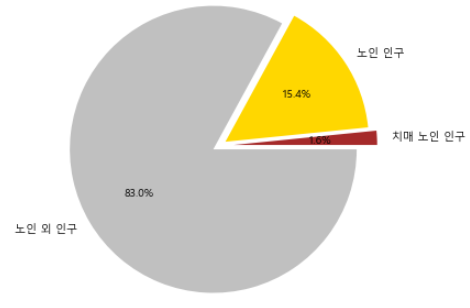 노인 인구
15.4%
1.6%
치매 노인 인구
83.0%
노인 외 인구